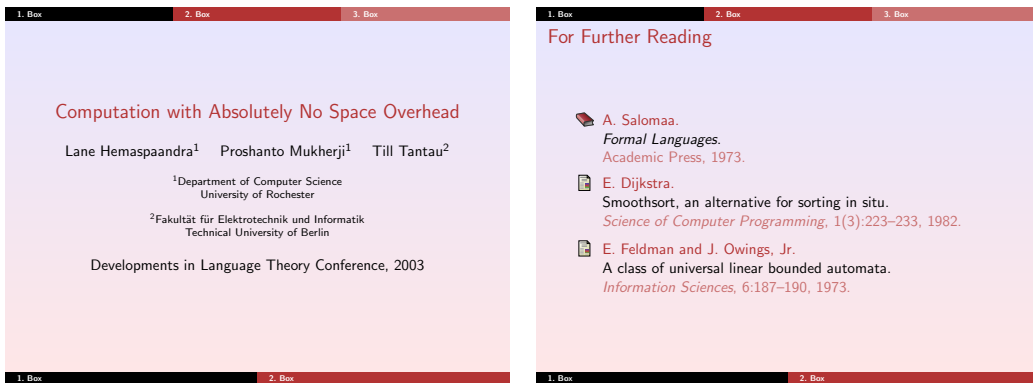 1. Box 2. Box 3. Box
Computation with Absolutely No Space Overhead
Lane Hemaspaandra¹ Proshanto Mukherji¹ Till Tantau²
¹Department of Computer Science
University of Rochester
²Fakultät für Elektrotechnik und Informatik
Technical University of Berlin
Developments in Language Theory Conference, 2003
1. Box 2. Box
1. Box 2. Box 3. Box
For Further Reading
A. Salomaa.
Formal Languages.
Academic Press, 1973.
E. Dijkstra.
Smoothsort, an alternative for sorting in situ.
Science of Computer Programming, 1(3):223–233, 1982.
E. Feldman and J. Owings, Jr.
A class of universal linear bounded automata.
Information Sciences, 6:187–190, 1973.
1. Box 2. Box